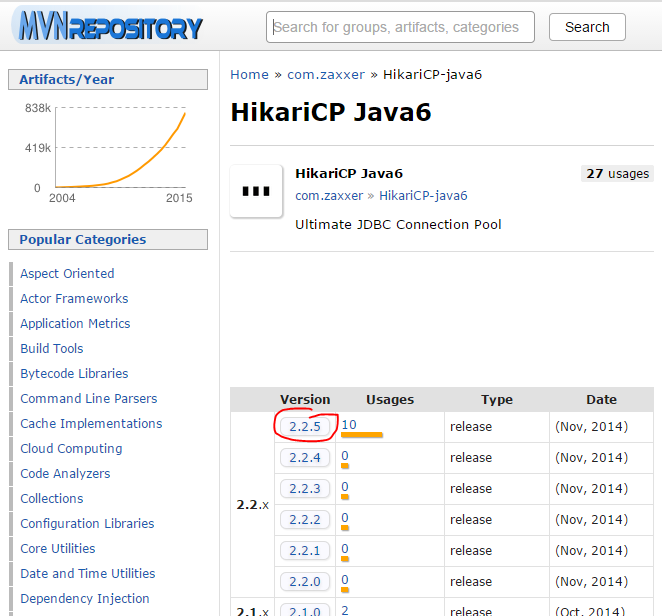 MVNREPOSITORY
Search for groups, artifacts, categories
Search
Artifacts/Year
838k
419k
0
2004 2015
Popular Categories
Aspect Oriented
Actor Frameworks
Application Metrics
Build Tools
Bytecode Libraries
Command Line Parsers
Cache Implementations
Cloud Computing
Code Analyzers
Collections
Configuration Libraries
Core Utilities
Date and Time Utilities
Dependency Injection
Home » com.zaxxer » HikariCP-java6
HikariCP Java6
HikariCP Java6
27 usages
com.zaxxer » HikariCP-java6
Ultimate JDBC Connection Pool
Version Usages Type Date
2.2.x
2.2.5 10 release (Nov, 2014)
2.2.4 0 release (Nov, 2014)
2.2.3 0 release (Nov, 2014)
2.2.2 0 release (Nov, 2014)
2.2.1 0 release (Nov, 2014)
2.2.0 0 release (Nov, 2014)
2.1.x 2.1.0 2 release (Oct, 2014)